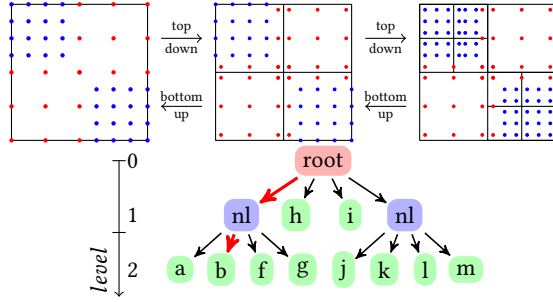 top top
down down
bottom bottom
up up
0 root
1 nl h i nl
level 2 a b f g j k l m